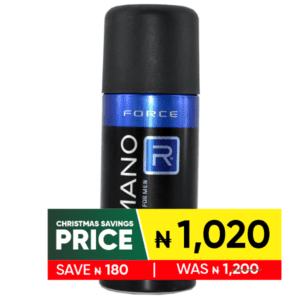 FORCE
MANO
R
FOR MEN
CHRISTMAS SAVINGS
PRICE
₦ 1,020
SAVE ₦ 180 | WAS ₦ 1,200